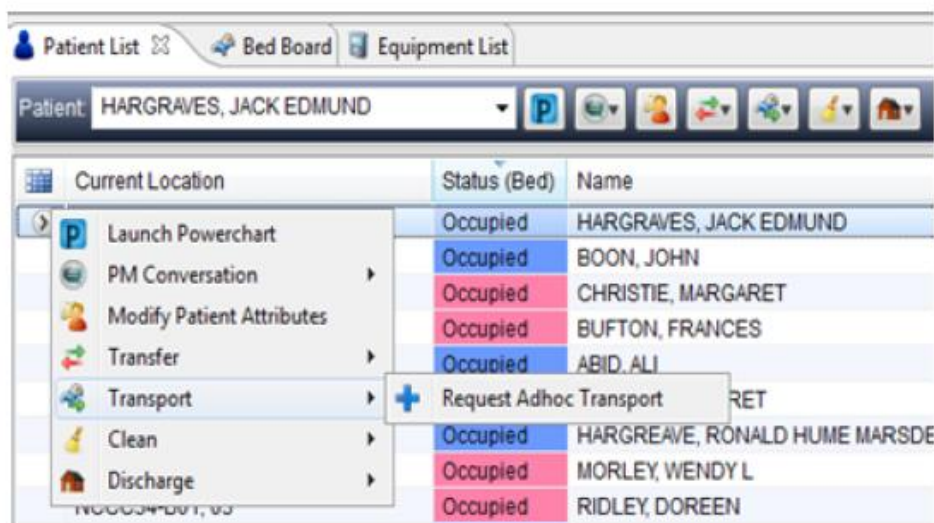 Patient List Bed Board Equipment List
Patient: HARGRAVES, JACK EDMUND
Current Location Status (Bed) Name
Occupied HARGRAVES, JACK EDMUND
Launch Powerchart
Occupied BOON, JOHN
PM Conversation
Occupied CHRISTIE, MARGARET
Modify Patient Attributes
Occupied BUFTON, FRANCES
Transfer
Occupied ABID, ALI
Transport Request Adhoc Transport RET
Clean
Occupied HARGREAVE, RONALD HUME MARSDE
Occupied MORLEY, WENDY L
Discharge
Occupied RIDLEY, DOREEN